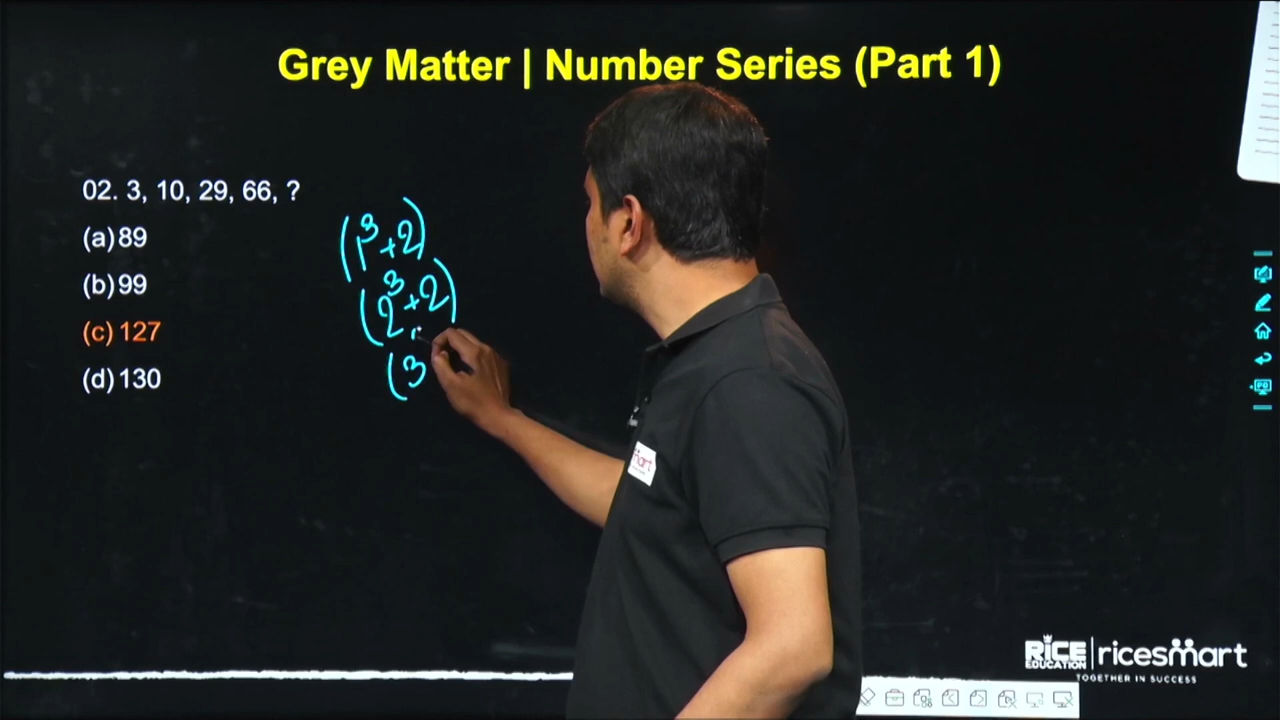 Grey Matter | Number Series (Part 1)
02. 3, 10, 29, 66, ?
(a) 89
(b) 99
(c) 127
(d) 130
(1³+2)
(2³+2)
(3
RICE EDUCATION | ricesmart
TOGETHER IN SUCCESS